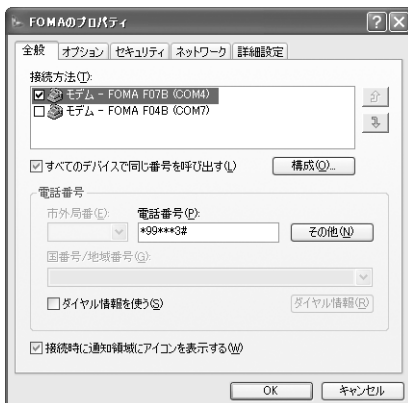 FOMAのプロパティ
全般 オプション セキュリティ ネットワーク 詳細設定
接続方法(T):
モデム - FOMA F07B (COM4)
モデム - FOMA F04B (COM7)
すべてのデバイスで同じ番号を呼び出す(L) 構成(O)...
電話番号
市外局番(E): 電話番号(P):
*99***3# その他(N)
国番号/地域番号(G):
ダイヤル情報を使う(S) ダイヤル情報(R)
接続時に通知領域にアイコンを表示する(W)
OK キャンセル